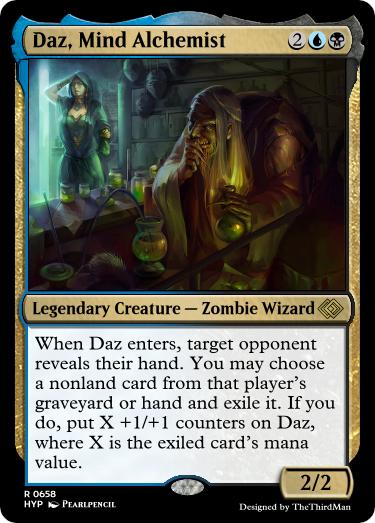 Daz, Mind Alchemist 2
Legendary Creature — Zombie Wizard
When Daz enters, target opponent
reveals their hand. You may choose
a nonland card from that player's
graveyard or hand and exile it. If you
do, put X +1/+1 counters on Daz,
where X is the exiled card's mana
value.
2/2
R 0658
HYP Pearlpencil
Designed by TheThirdMan